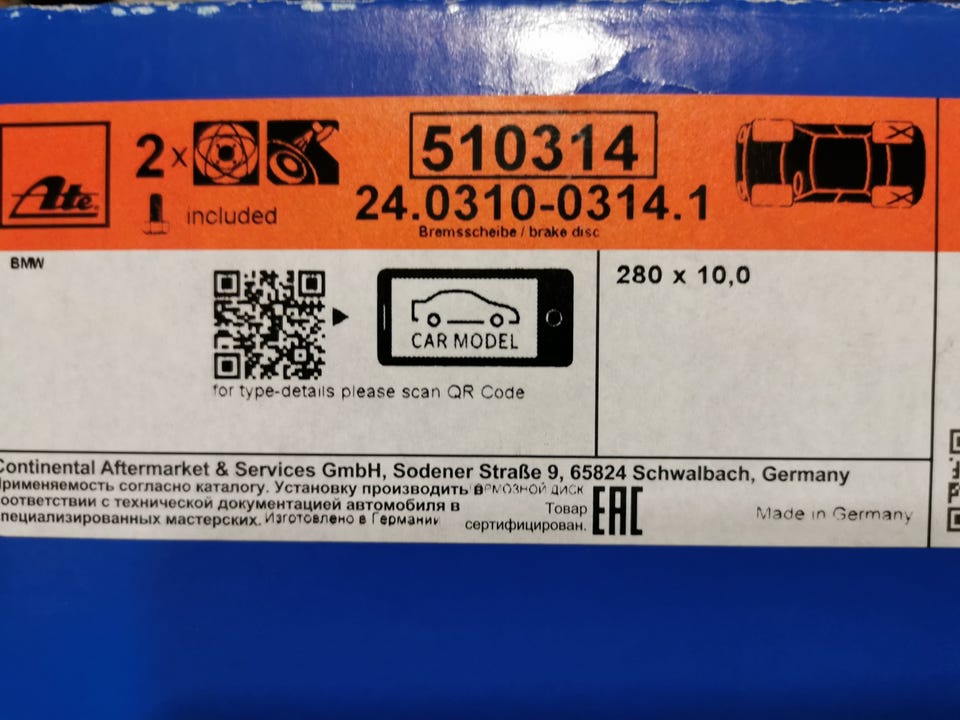 Ate
2x
included
510314
24.0310-0314.1
Bremsscheibe / brake disc
BMW
CAR MODEL
for type-details please scan QR Code
280 x 10,0
Continental Aftermarket & Services GmbH, Sodener Straße 9, 65824 Schwalbach, Germany
Применяемость согласно каталогу. Установку производить в
соответствии с технической документацией автомобиля в
специализированных мастерских. Изготовлено в Германии
диск
Товар
сертифицирован.
EAC
Made in Germany